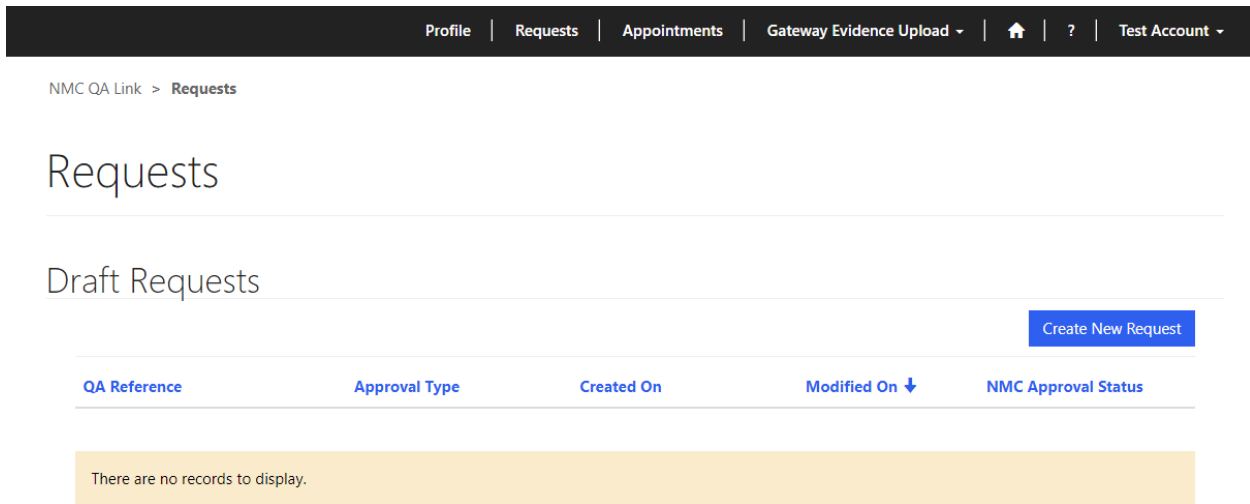 Profile | Requests | Appointments | Gateway Evidence Upload | ? | Test Account
NMC QA Link > Requests
Requests
Draft Requests
Create New Request
QA Reference Approval Type Created On Modified On NMC Approval Status
There are no records to display.